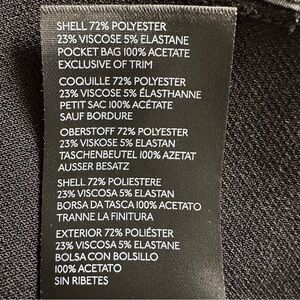 SHELL 72% POLYESTER
23% VISCOSE 5% ELASTANE
POCKET BAG 100% ACETATE
EXCLUSIVE OF TRIM
COQUILLE 72% POLYESTER
23% VISCOSE 5% ÉLASTHANNE
PETIT SAC 100% ACÉTATE
SAUF BORDURE
OBERSTOFF 72% POLYESTER
23% VISKOSE 5% ELASTAN
TASCHENBEUTEL 100% AZETAT
AUSSER BESATZ
SHELL 72% POLIESTERE
23% VISCOSA 5% ELASTAN
BORSA DA TASCA 100% ACETATO
TRANNE LA FINITURA
EXTERIOR 72% POLIÉSTER
23% VISCOSA 5% ELASTANE
BOLSA CON BOLSILLO
100% ACETATO
SIN RIBETES